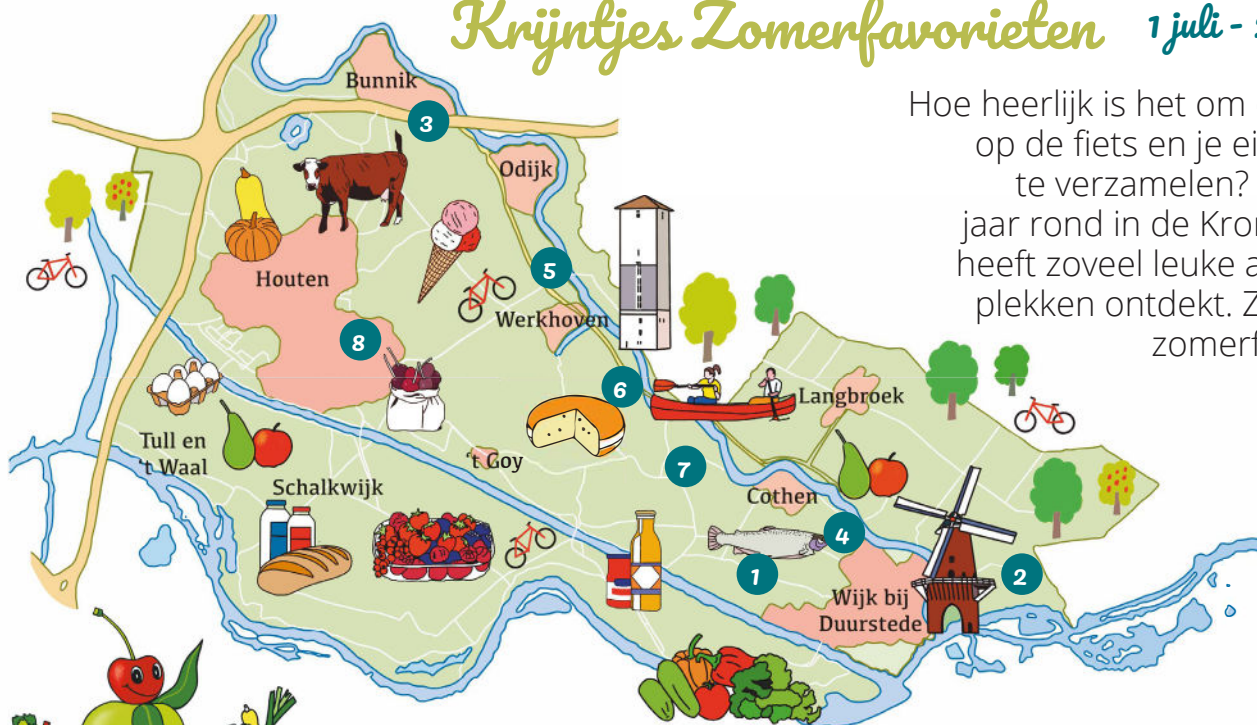 Krijntjes Zomerfavorieten
1 juli -
Hoe heerlijk is het om
op de fiets en je ei
te verzamelen?
jaar rond in de Kror
heeft zoveel leuke a
plekken ontdekt. Z
zomerf
Bunnik
3
Odijk
Houten
5
Werkhoven
8
6
Langbroek
Tull en
't Waal
't Goy
7
Schalkwijk
Cothen
4
1
2
Wijk bij
Duurstede